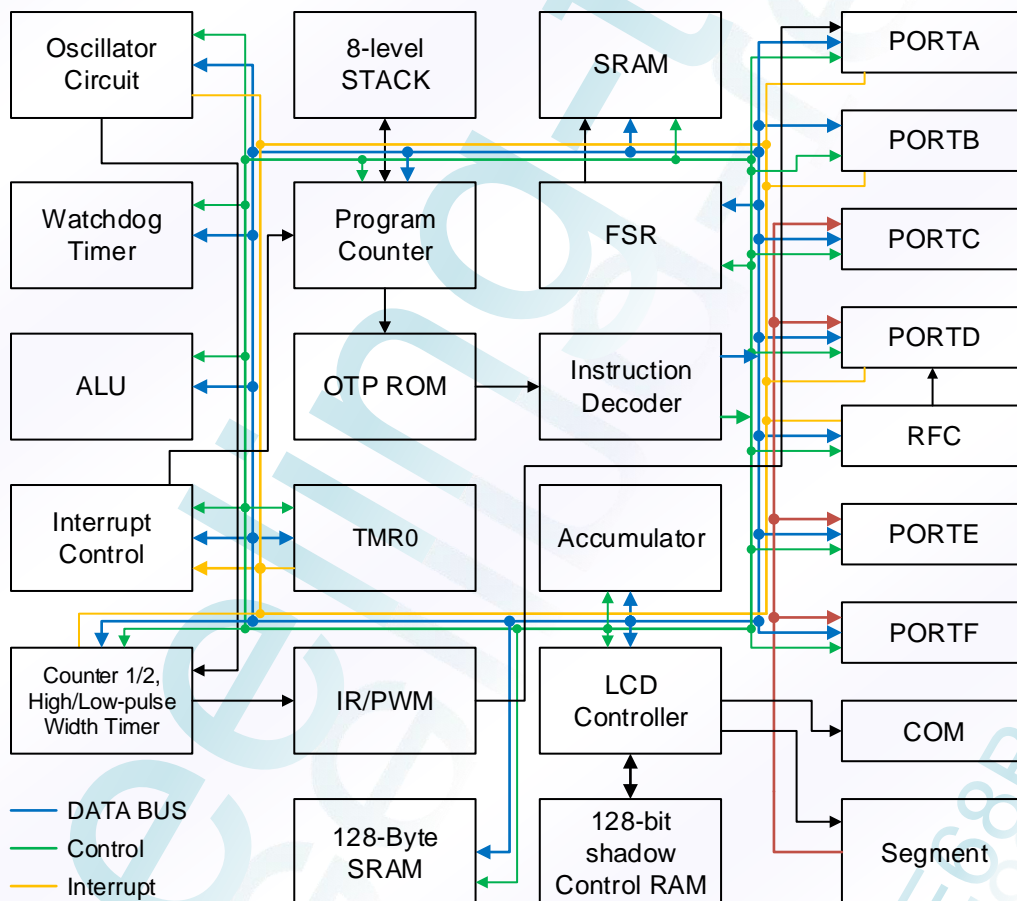 Oscillator
Circuit
8-level
STACK
SRAM
PORTA
PORTB
Watchdog
Timer
Program
Counter
FSR
PORTC
ALU
OTP ROM
Instruction
Decoder
PORTD
RFC
Interrupt
Control
TMR0
Accumulator
PORTE
PORTF
Counter 1/2,
High/Low-pulse
Width Timer
IR/PWM
LCD
Controller
COM
DATA BUS
Control
Interrupt
128-Byte
SRAM
128-bit
shadow
Control RAM
Segment